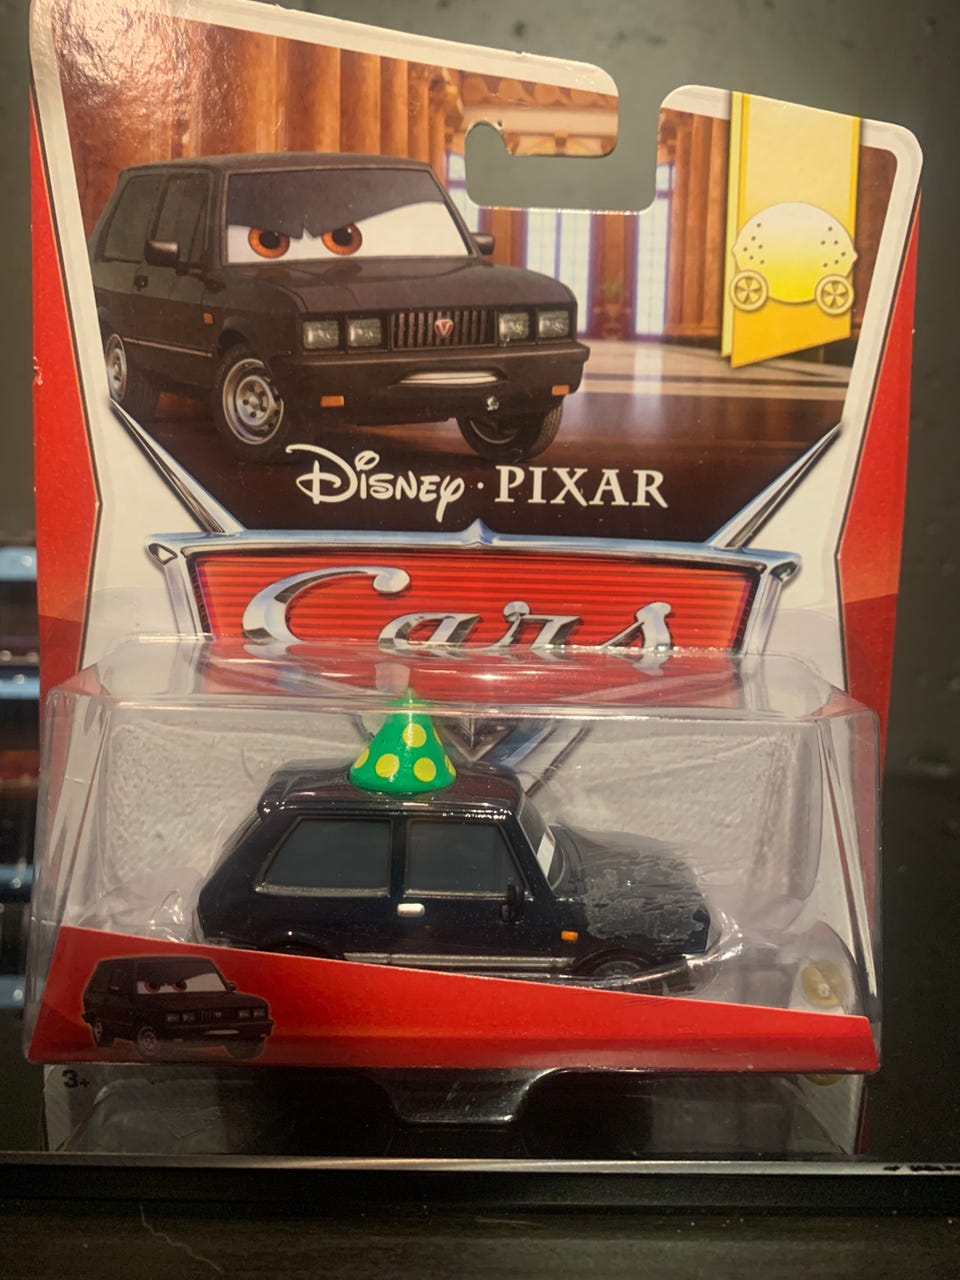 Disney · PIXAR
Cars
3+